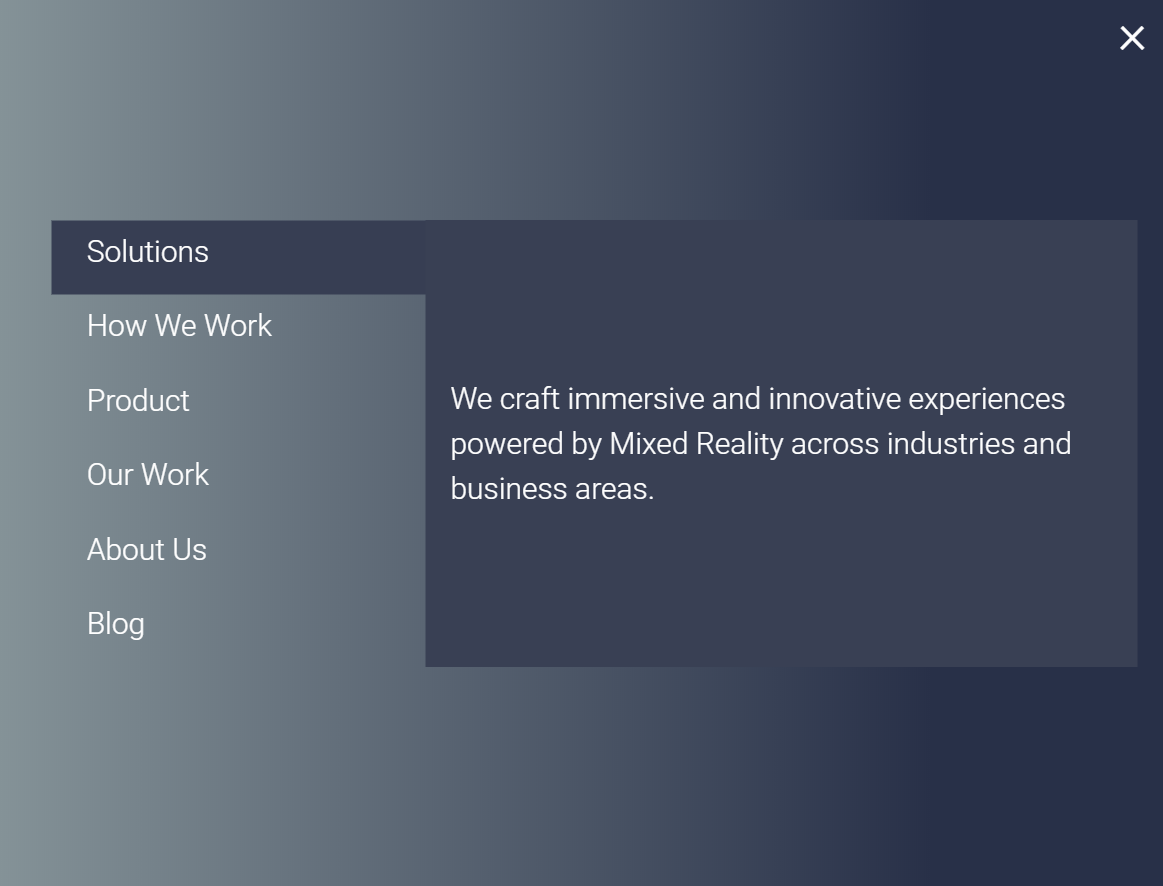 Solutions
How We Work
Product
Our Work
About Us
Blog
We craft immersive and innovative experiences
powered by Mixed Reality across industries and
business areas.